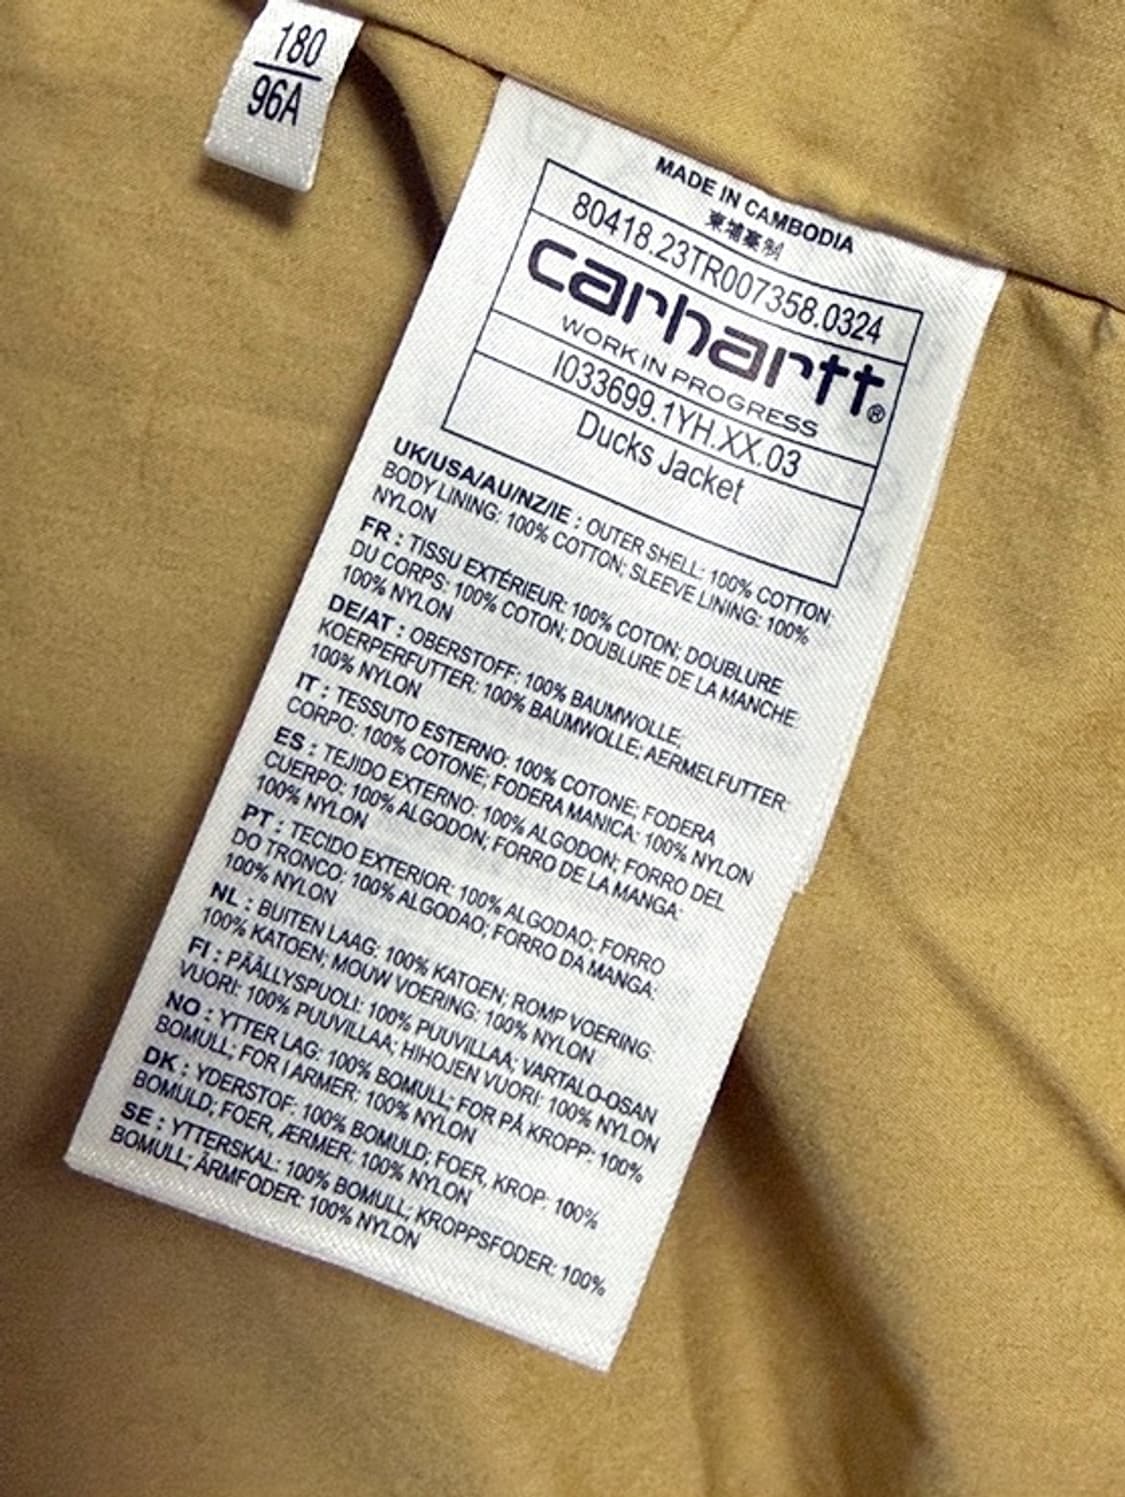 180
96A
MADE IN CAMBODIA
柬埔寨制
80418.23TR007358.0324
carhartt®
WORK IN PROGRESS
I033699.1YH.XX.03
Ducks Jacket
UK/USA/AU/NZ/IE : OUTER SHELL: 100% COTTON;
BODY LINING: 100% COTTON; SLEEVE LINING: 100%
NYLON
FR : TISSU EXTÉRIEUR: 100% COTON; DOUBLURE
DU CORPS: 100% COTON; DOUBLURE DE LA MANCHE:
100% NYLON
DE/AT : OBERSTOFF: 100% BAUMWOLLE;
KOERPERFUTTER: 100% BAUMWOLLE; AERMELFUTTER:
100% NYLON
IT : TESSUTO ESTERNO: 100% COTONE; FODERA
CORPO: 100% COTONE; FODERA MANICA: 100% NYLON
ES : TEJIDO EXTERNO: 100% ALGODON; FORRO DEL
CUERPO: 100% ALGODON; FORRO DE LA MANGA:
100% NYLON
PT : TECIDO EXTERIOR: 100% ALGODAO; FORRO
DO TRONCO: 100% ALGODAO; FORRO DA MANGA:
100% NYLON
NL : BUITEN LAAG: 100% KATOEN; ROMP VOERING:
100% KATOEN; MOUW VOERING: 100% NYLON
FI : PÄÄLLYSPUOLI: 100% PUUVILLAA; VARTALO-OSAN
VUORI: 100% PUUVILLAA; HIHOJEN VUORI: 100% NYLON
NO : YTTER LAG: 100% BOMULL; FOR PÅ KROPP: 100%
BOMULL; FOR I ARMER: 100% NYLON
DK : YDERSTOF: 100% BOMULD; FOER, KROP: 100%
BOMULD; FOER, ÆRMER: 100% NYLON
SE : YTTERSKAL: 100% BOMULL; KROPPSFODER: 100%
BOMULL; ÄRMFODER: 100% NYLON